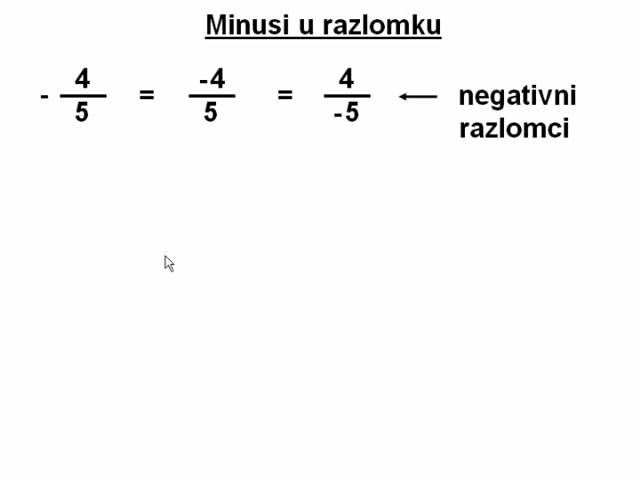 Minusi u razlomku
- 4/5 = -4/5 = 4/-5 ← negativni
razlomci